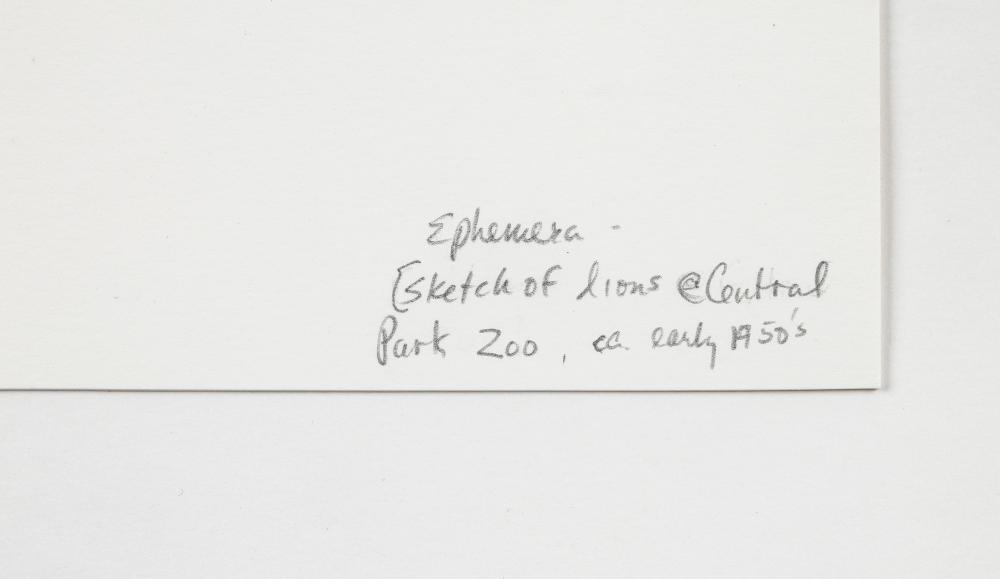 Ephemera -
[sketch of lions @ Central
Park Zoo, ca. early 1950's